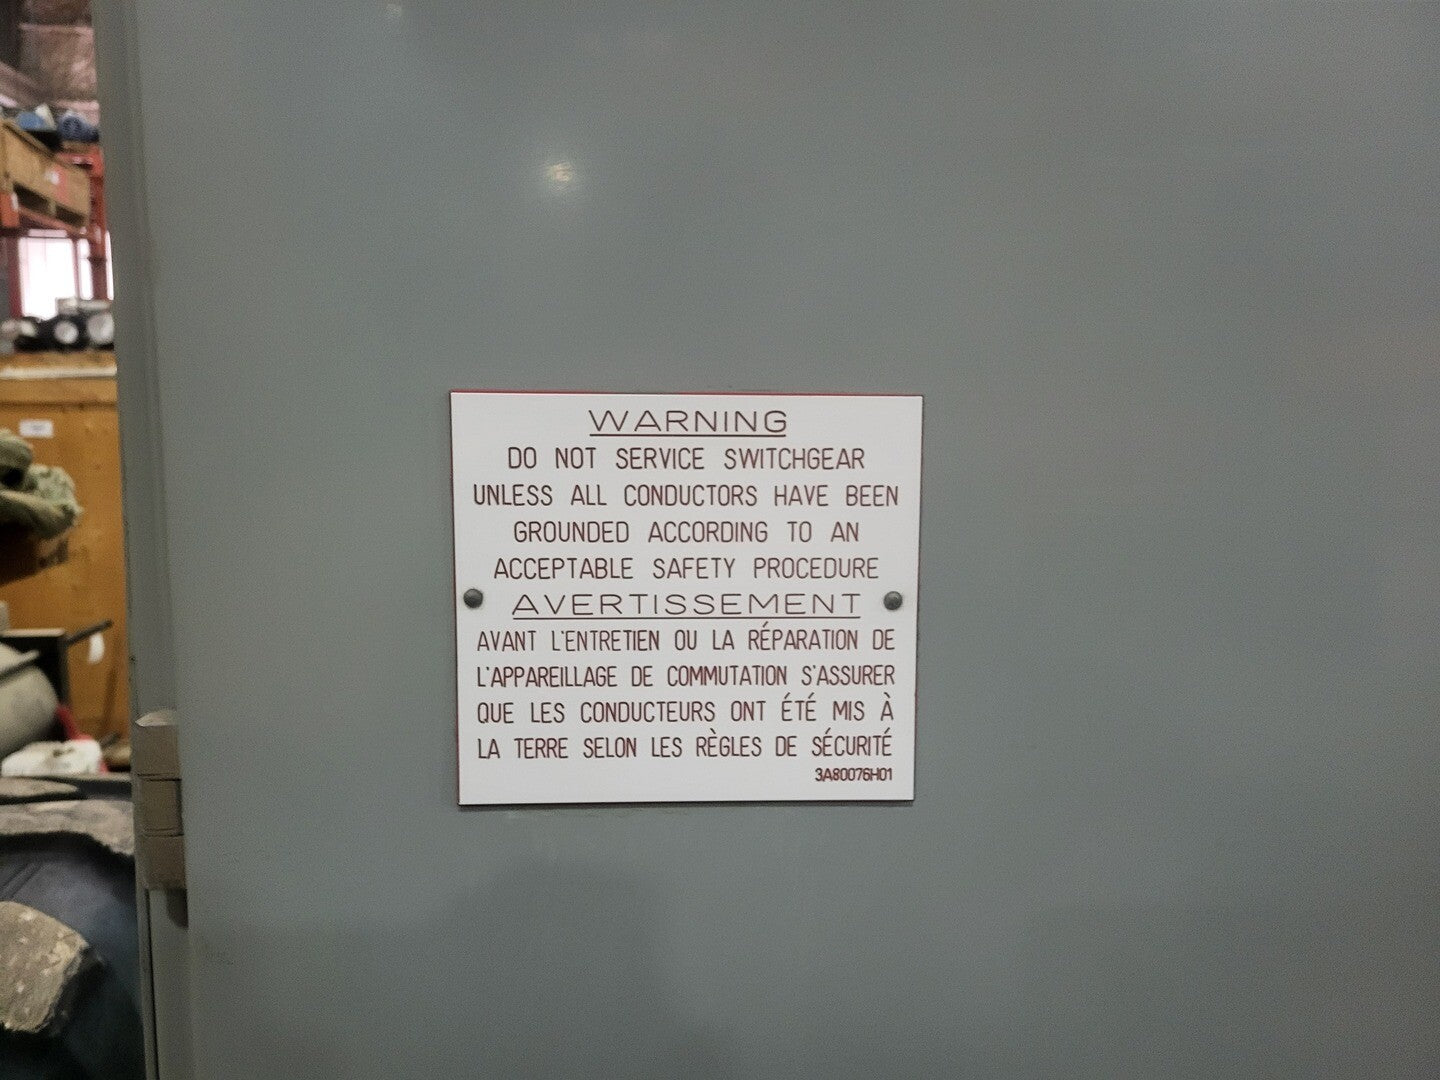 WARNING
DO NOT SERVICE SWITCHGEAR
UNLESS ALL CONDUCTORS HAVE BEEN
GROUNDED ACCORDING TO AN
ACCEPTABLE SAFETY PROCEDURE
AVERTISSEMENT
AVANT L'ENTRETIEN OU LA RÉPARATION DE
L'APPAREILLAGE DE COMMUTATION S'ASSURER
QUE LES CONDUCTEURS ONT ÉTÉ MIS À
LA TERRE SELON LES RÈGLES DE SÉCURITÉ
3A80076H01